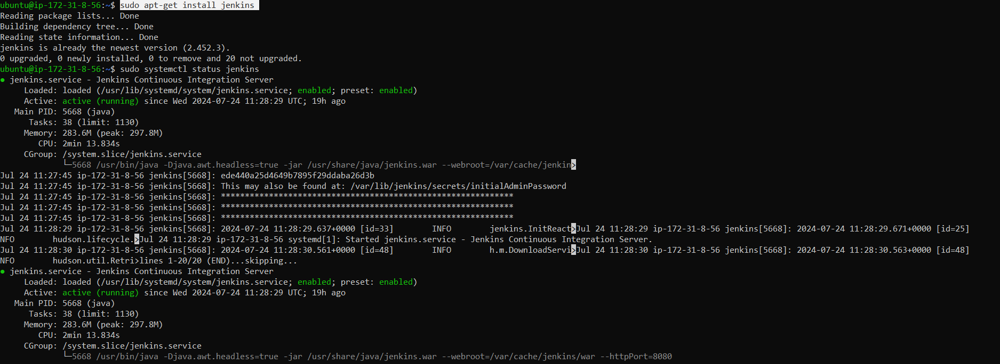 ubuntu@ip-172-31-8-56:~$ sudo apt-get install jenkins
Reading package lists... Done
Building dependency tree... Done
Reading state information... Done
jenkins is already the newest version (2.452.3).
0 upgraded, 0 newly installed, 0 to remove and 20 not upgraded.
ubuntu@ip-172-31-8-56:~$ sudo systemctl status jenkins
● jenkins.service - Jenkins Continuous Integration Server
Loaded: loaded (/usr/lib/systemd/system/jenkins.service; enabled; preset: enabled)
Active: active (running) since Wed 2024-07-24 11:28:29 UTC; 19h ago
Main PID: 5668 (java)
Tasks: 38 (limit: 1130)
Memory: 283.6M (peak: 297.8M)
CPU: 2min 13.834s
CGroup: /system.slice/jenkins.service
└─5668 /usr/bin/java -Djava.awt.headless=true -jar /usr/share/java/jenkins.war --webroot=/var/cache/jenkin>
Jul 24 11:27:45 ip-172-31-8-56 jenkins[5668]: ede440a25d4649b7895f29ddaba26d3b
Jul 24 11:27:45 ip-172-31-8-56 jenkins[5668]: This may also be found at: /var/lib/jenkins/secrets/initialAdminPassword
Jul 24 11:27:45 ip-172-31-8-56 jenkins[5668]: *************************************************************
Jul 24 11:27:45 ip-172-31-8-56 jenkins[5668]: *************************************************************
Jul 24 11:27:45 ip-172-31-8-56 jenkins[5668]: *************************************************************
Jul 24 11:28:29 ip-172-31-8-56 jenkins[5668]: 2024-07-24 11:28:29.637+0000 [id=33] INFO jenkins.InitReact>Jul 24 11:28:29 ip-172-31-8-56 jenkins[5668]: 2024-07-24 11:28:29.671+0000 [id=25]
NFO hudson.lifecycle.>Jul 24 11:28:29 ip-172-31-8-56 systemd[1]: Started jenkins.service - Jenkins Continuous Integration Server.
Jul 24 11:28:30 ip-172-31-8-56 jenkins[5668]: 2024-07-24 11:28:30.561+0000 [id=48] INFO h.m.DownloadServi>Jul 24 11:28:30 ip-172-31-8-56 jenkins[5668]: 2024-07-24 11:28:30.563+0000 [id=48]
NFO hudson.util.Retri>lines 1-20/20 (END)...skipping...
● jenkins.service - Jenkins Continuous Integration Server
Loaded: loaded (/usr/lib/systemd/system/jenkins.service; enabled; preset: enabled)
Active: active (running) since Wed 2024-07-24 11:28:29 UTC; 19h ago
Main PID: 5668 (java)
Tasks: 38 (limit: 1130)
Memory: 283.6M (peak: 297.8M)
CPU: 2min 13.834s
CGroup: /system.slice/jenkins.service
└─5668 /usr/bin/java -Djava.awt.headless=true -jar /usr/share/java/jenkins.war --webroot=/var/cache/jenkins/war --httpPort=8080